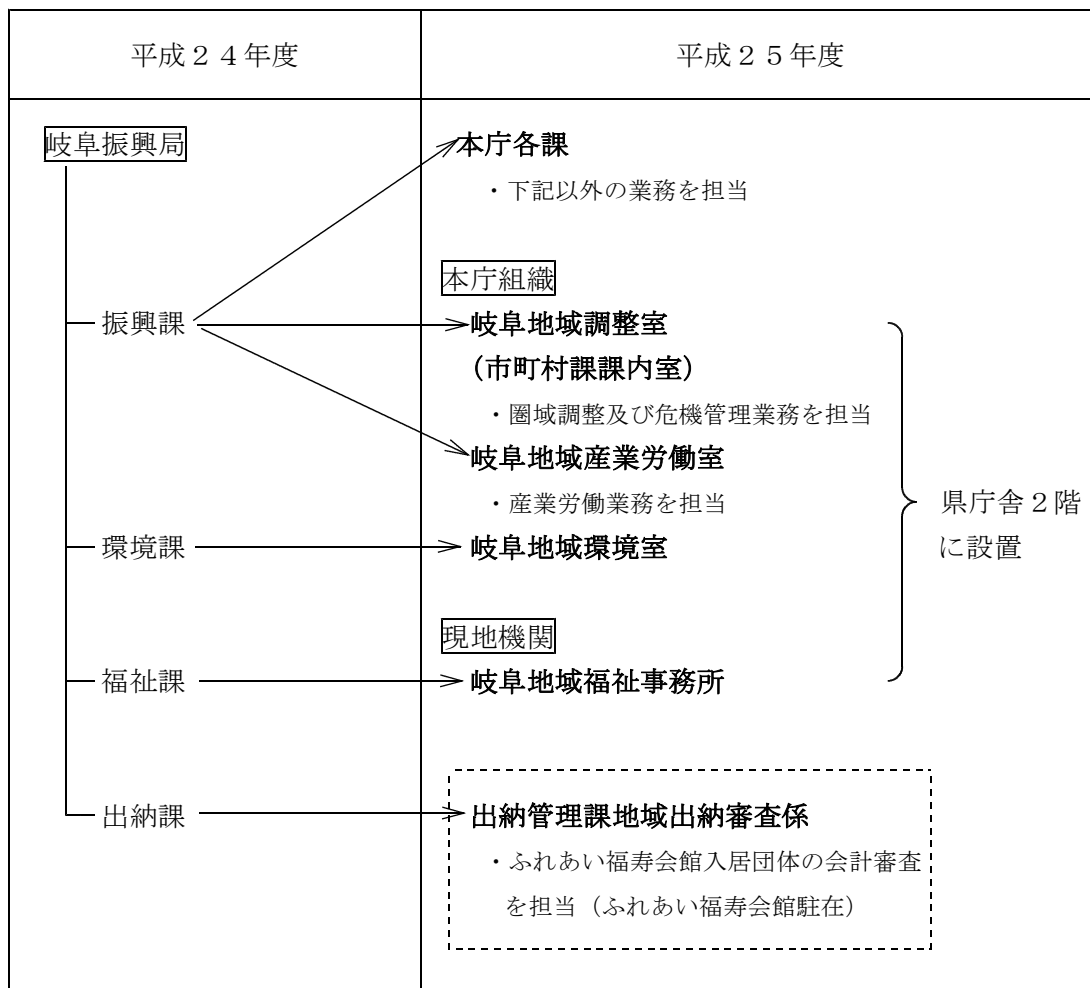 平成２４年度
平成２５年度
岐阜振興局
本庁各課
・下記以外の業務を担当
本庁組織
振興課
岐阜地域調整室
（市町村課課内室）
・圏域調整及び危機管理業務を担当
岐阜地域産業労働室
・産業労働業務を担当
県庁舎２階
に設置
環境課
岐阜地域環境室
現地機関
福祉課
岐阜地域福祉事務所
出納課
出納管理課地域出納審査係
・ふれあい福寿会館入居団体の会計審査
を担当（ふれあい福寿会館駐在）